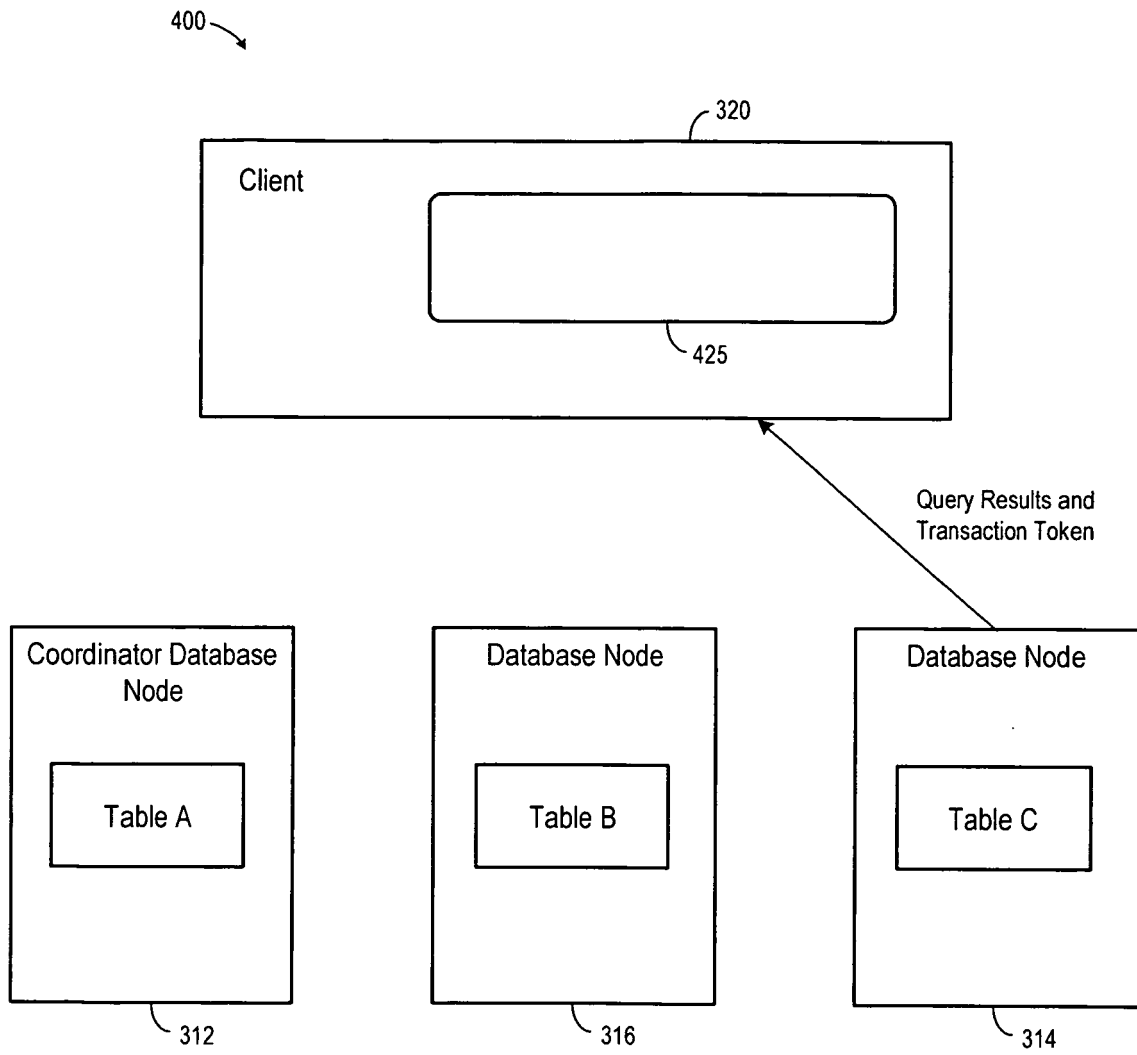 400
320
Client
425
Query Results and
Transaction Token
Coordinator Database
Node
Table A
312
Database Node
Table B
316
Database Node
Table C
314